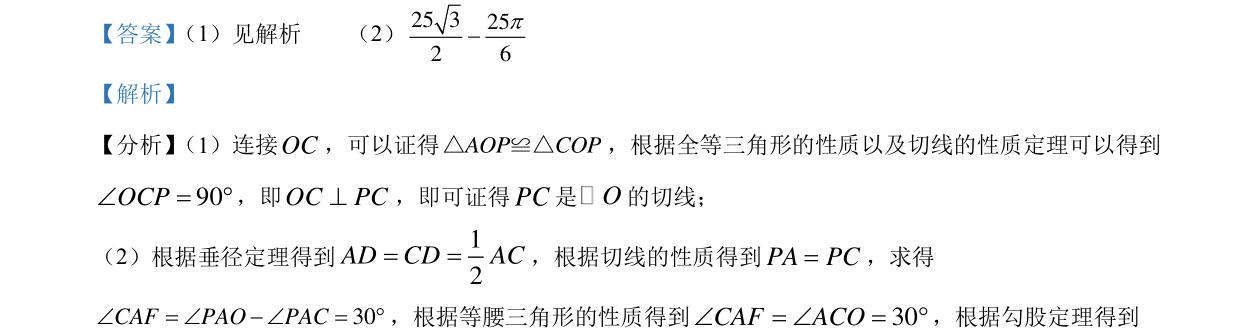 【答案】（1）见解析　　（2）25√3/2 − 25π/6
【解析】
【分析】（1）连接OC，可以证得△AOP≌△COP，根据全等三角形的性质以及切线的性质定理可以得到
∠OCP = 90°，即OC ⊥ PC，即可证得PC是□ O的切线；
（2）根据垂径定理得到AD = CD = 1/2 AC，根据切线的性质得到PA = PC，求得
∠CAF = ∠PAO − ∠PAC = 30°，根据等腰三角形的性质得到∠CAF = ∠ACO = 30°，根据勾股定理得到